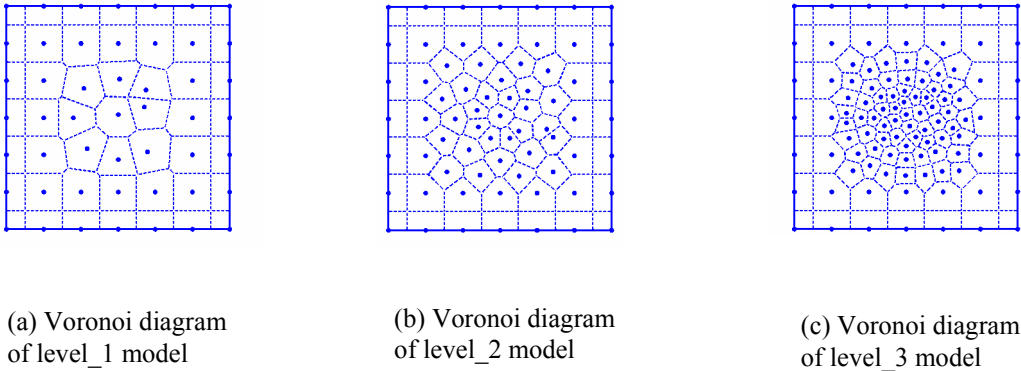 (a) Voronoi diagram
of level_1 model
(b) Voronoi diagram
of level_2 model
(c) Voronoi diagram
of level_3 model